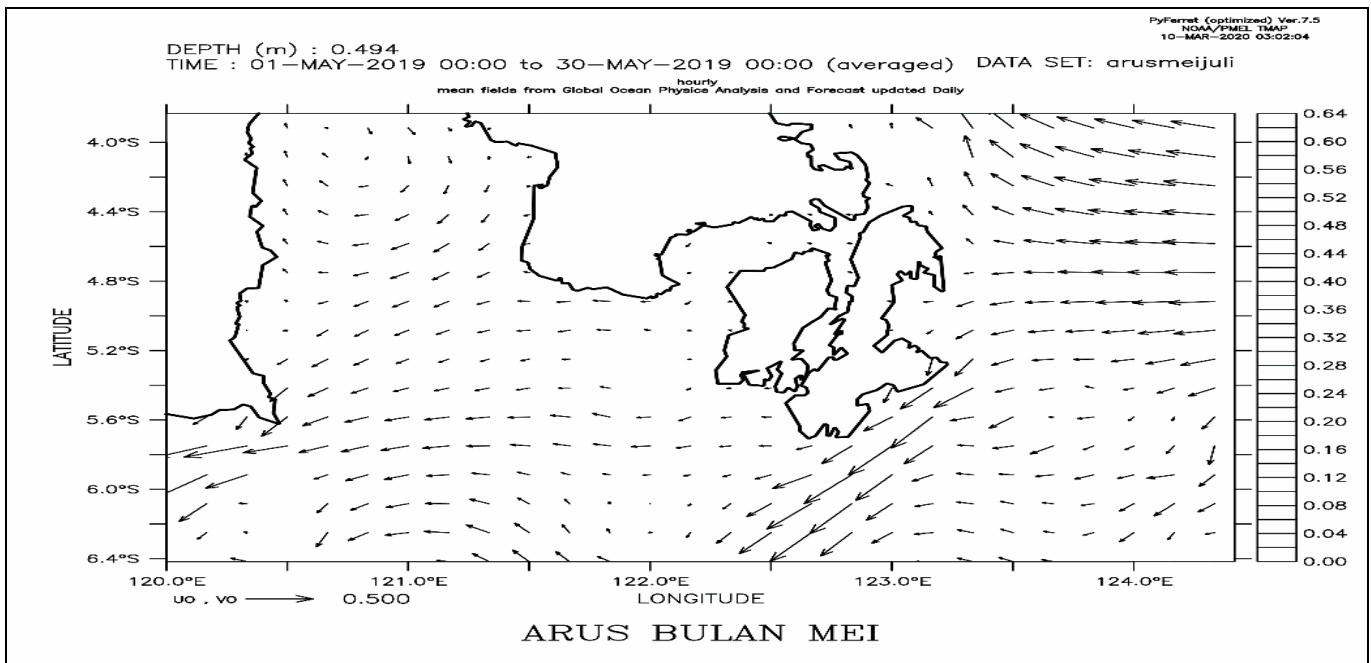 PyFerret (optimized) Ver.7.5
NOAA/PMEL TMAP
10-MAR-2020 03:02:04
DEPTH (m) : 0.494
TIME : 01-MAY-2019 00:00 to 30-MAY-2019 00:00 (averaged) DATA SET: arusmeijuli
hourly
mean fields from Global Ocean Physics Analysis and Forecast updated Daily
LATITUDE
4.0°S
4.4°S
4.8°S
5.2°S
5.6°S
6.0°S
6.4°S
0.64
0.60
0.56
0.52
0.48
0.44
0.40
0.36
0.32
0.28
0.24
0.20
0.16
0.12
0.08
0.04
0.00
120.0°E 121.0°E 122.0°E 123.0°E 124.0°E
UO , VO 0.500 LONGITUDE
ARUS BULAN MEI